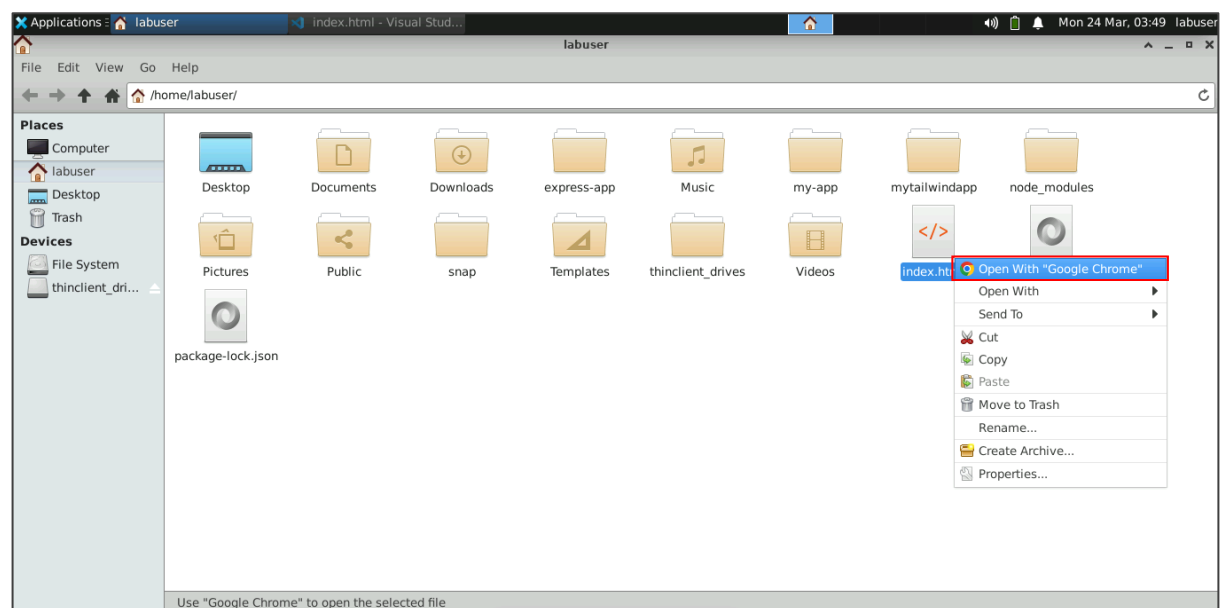 Applications labuser index.html - Visual Stud... Mon 24 Mar, 03:49 labuser
labuser
File Edit View Go Help
/home/labuser/
Places
Computer
labuser
Desktop
Trash
Devices
File System
thinclient_dri...
Desktop Documents Downloads express-app Music my-app mytailwindapp node_modules
</>
Pictures Public snap Templates thinclient_drives Videos
package-lock.json
Open With "Google Chrome"
Open With
Send To
Cut
Copy
Paste
Move to Trash
Rename...
Create Archive...
Properties...
Use "Google Chrome" to open the selected file